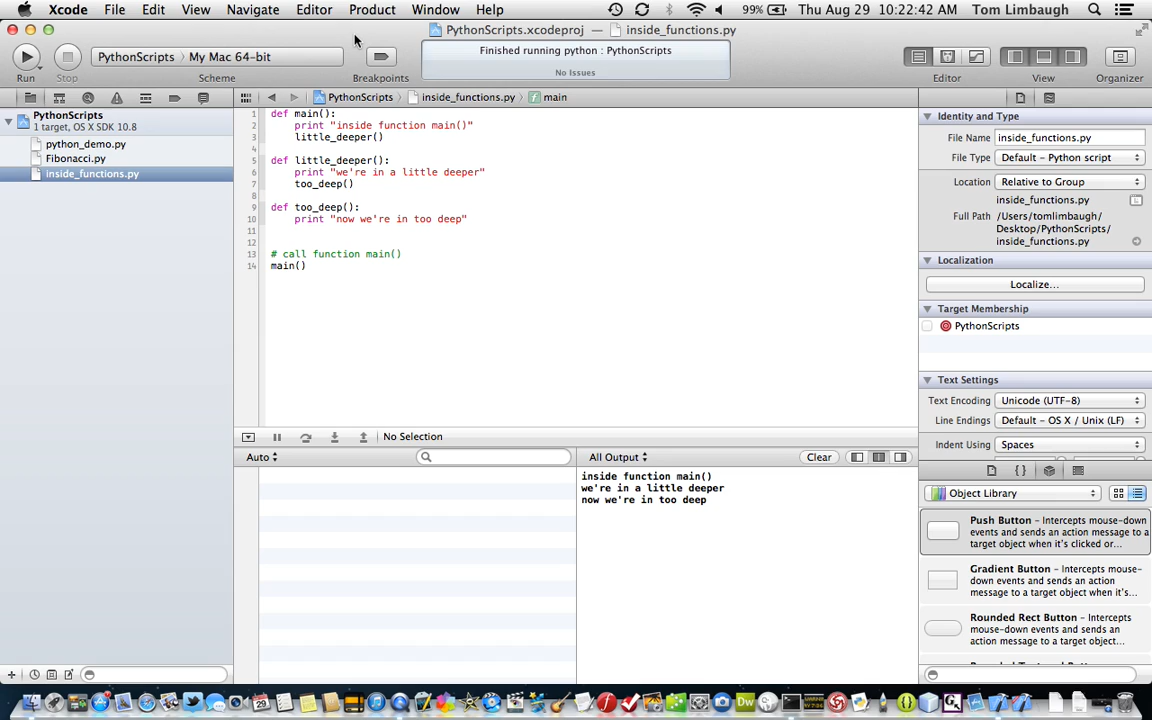 Xcode File Edit View Navigate Editor Product Window Help 99% Thu Aug 29 10:22:42 AM Tom Limbaugh
PythonScripts.xcodeproj — inside_functions.py
PythonScripts 〉 My Mac 64-bit
Finished running python : PythonScripts
No Issues
Run Stop Scheme Breakpoints Editor View Organizer
PythonScripts
1 target, OS X SDK 10.8
python_demo.py
Fibonacci.py
inside_functions.py
PythonScripts 〉 inside_functions.py 〉 f main
1 def main():
2 print "inside function main()"
3 little_deeper()
4
5 def little_deeper():
6 print "we're in a little deeper"
7 too_deep()
8
9 def too_deep():
10 print "now we're in too deep"
11
12
13 # call function main()
14 main()
No Selection
Auto
All Output Clear
inside function main()
we're in a little deeper
now we're in too deep
Identity and Type
File Name inside_functions.py
File Type Default - Python script
Location Relative to Group
inside_functions.py
Full Path /Users/tomlimbaugh/
Desktop/PythonScripts/
inside_functions.py
Localization
Localize...
Target Membership
PythonScripts
Text Settings
Text Encoding Unicode (UTF-8)
Line Endings Default - OS X / Unix (LF)
Indent Using Spaces
{ }
Object Library
Push Button - Intercepts mouse-down
events and sends an action message to a
target object when it's clicked or...
Gradient Button - Intercepts mouse-
down events and sends an action
message to a target object when it's...
Rounded Rect Button - Intercepts
mouse-down events and sends an
action message to a target object...